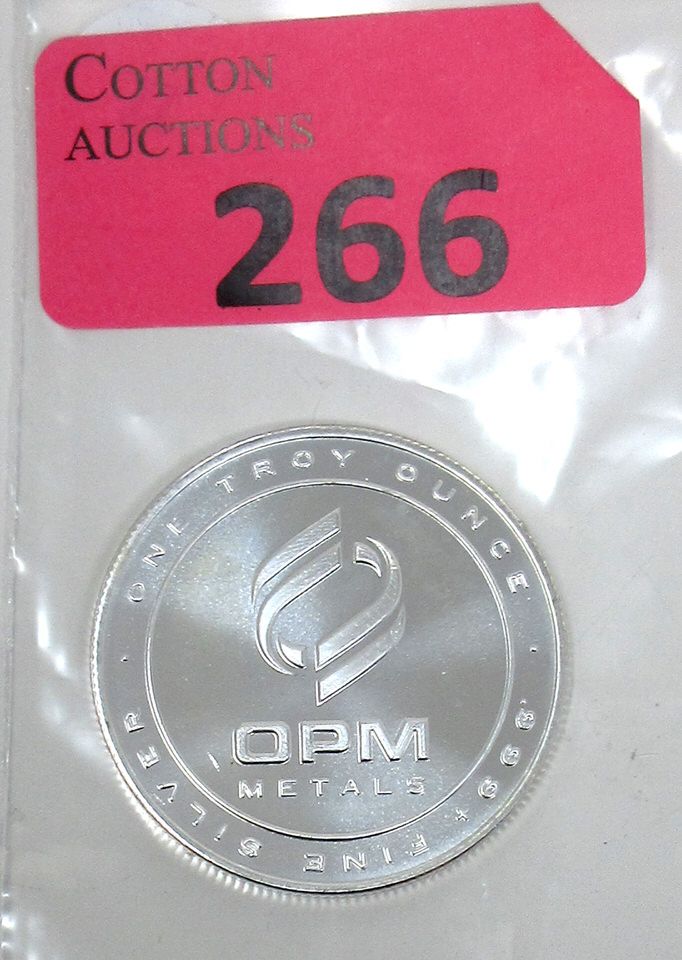 COTTON
AUCTIONS
266
· ONE TROY OUNCE ·
.999+ FINE SILVER
OPM
METALS